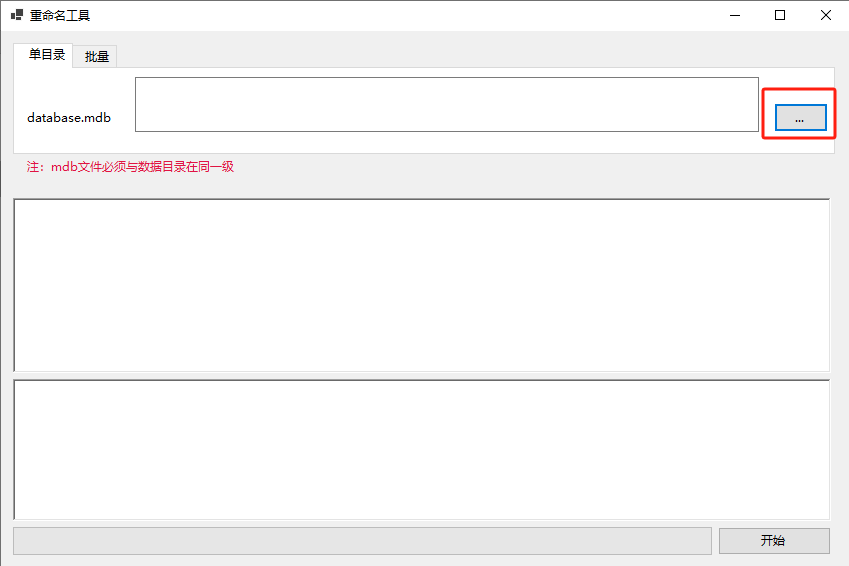 重命名工具
单目录 批量
database.mdb ...
注：mdb文件必须与数据目录在同一级
开始